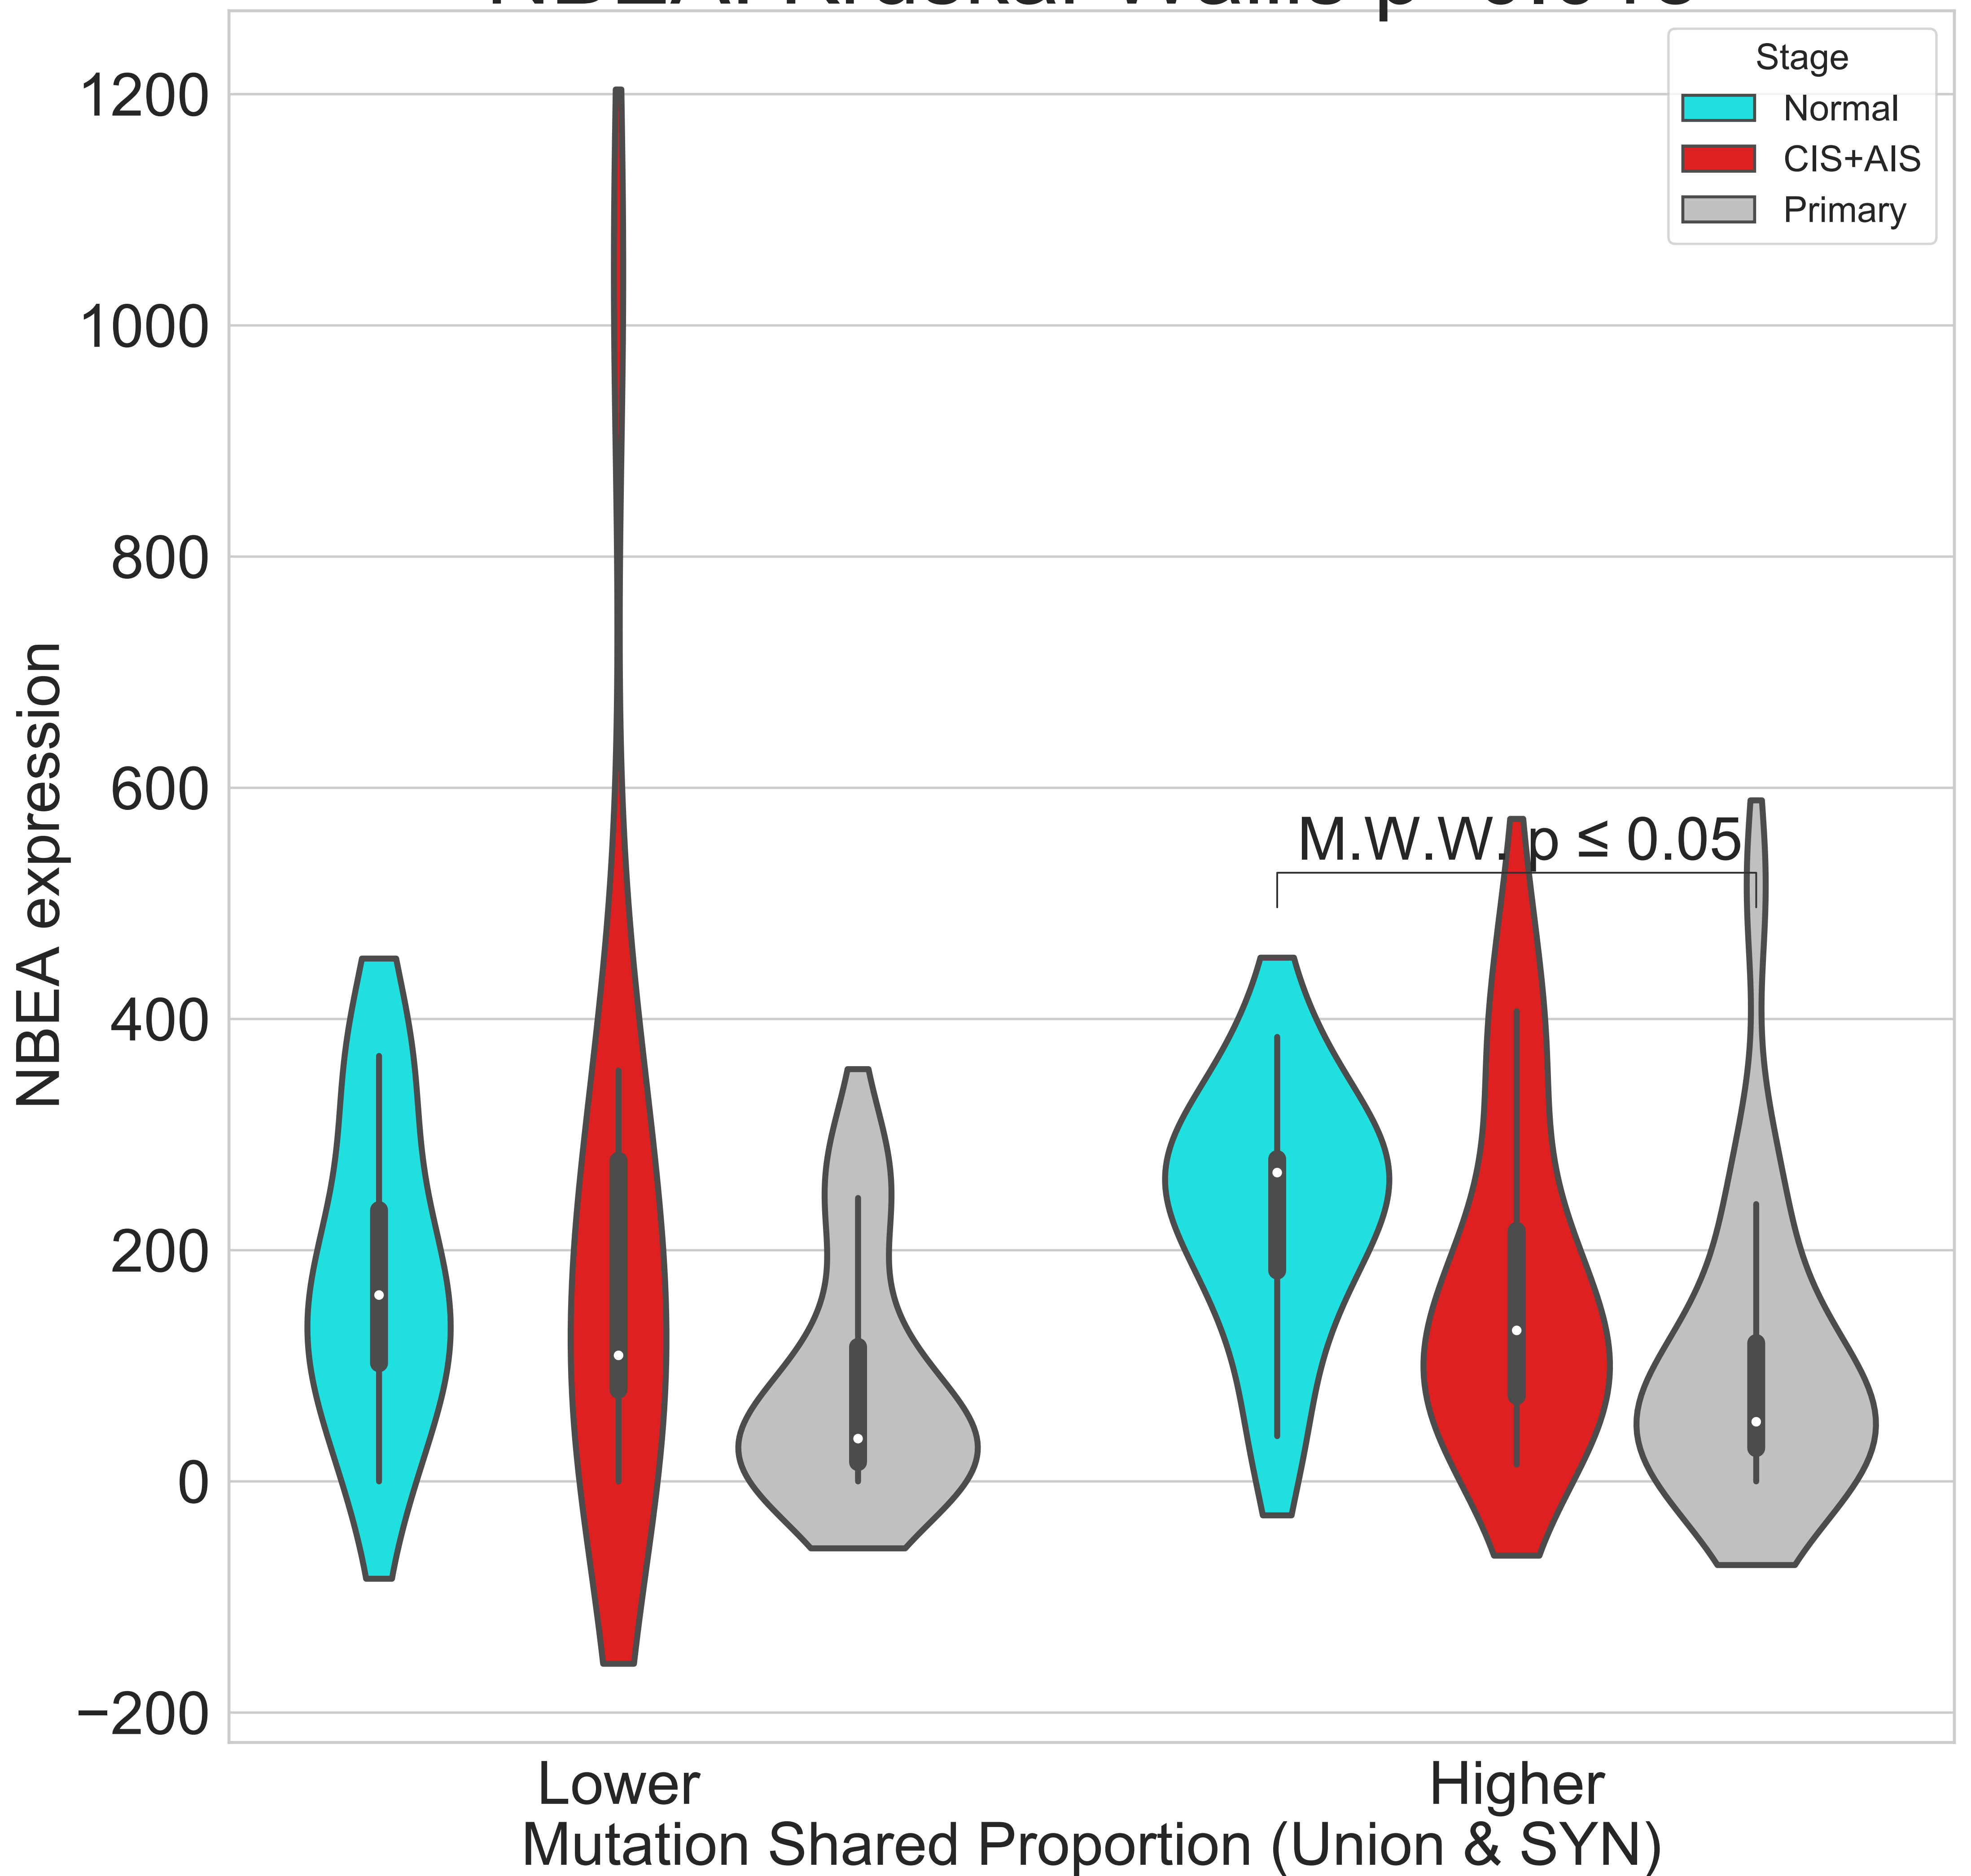 Stage
Normal
CIS+AIS
Primary
1200
1000
800
600
400
200
0
−200
NBEA expression
M.W.W. p ≤ 0.05
Lower
Higher
Mutation Shared Proportion (Union & SYN)